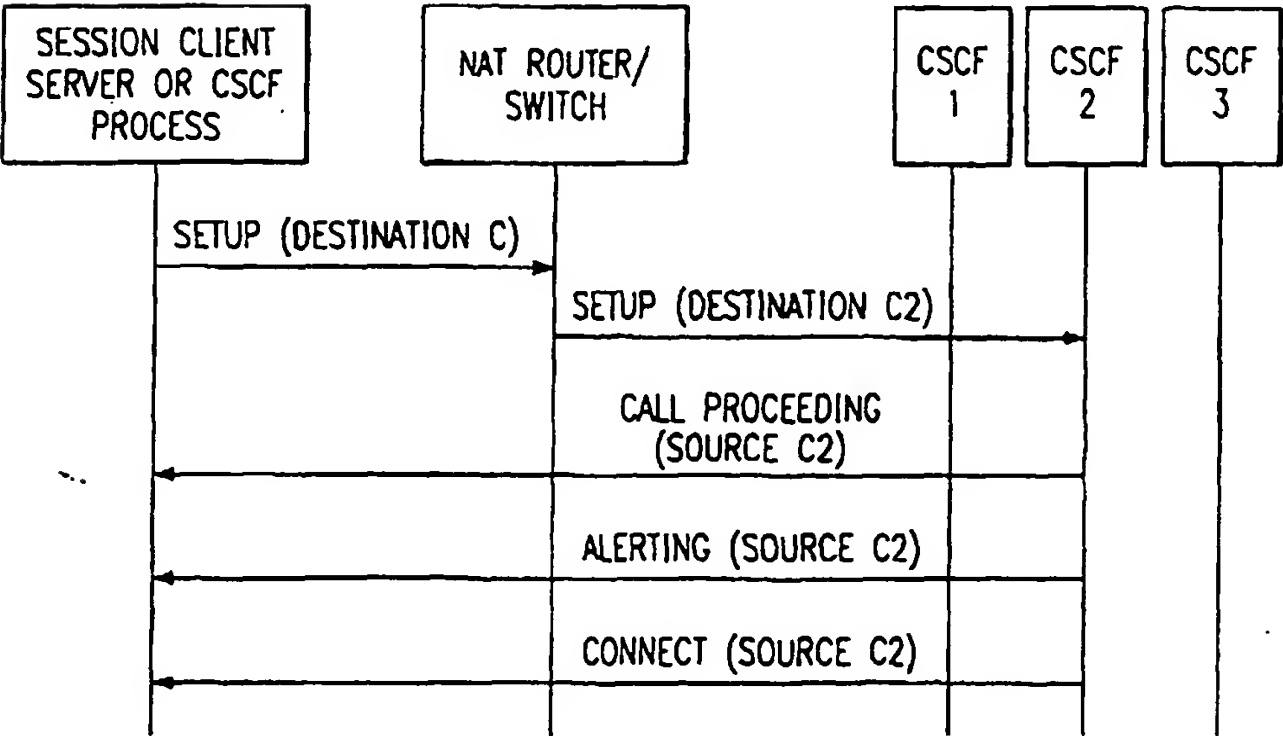 SESSION CLIENT
SERVER OR CSCF
PROCESS
NAT ROUTER/
SWITCH
CSCF
1
CSCF
2
CSCF
3
SETUP (DESTINATION C)
SETUP (DESTINATION C2)
CALL PROCEEDING
(SOURCE C2)
ALERTING (SOURCE C2)
CONNECT (SOURCE C2)